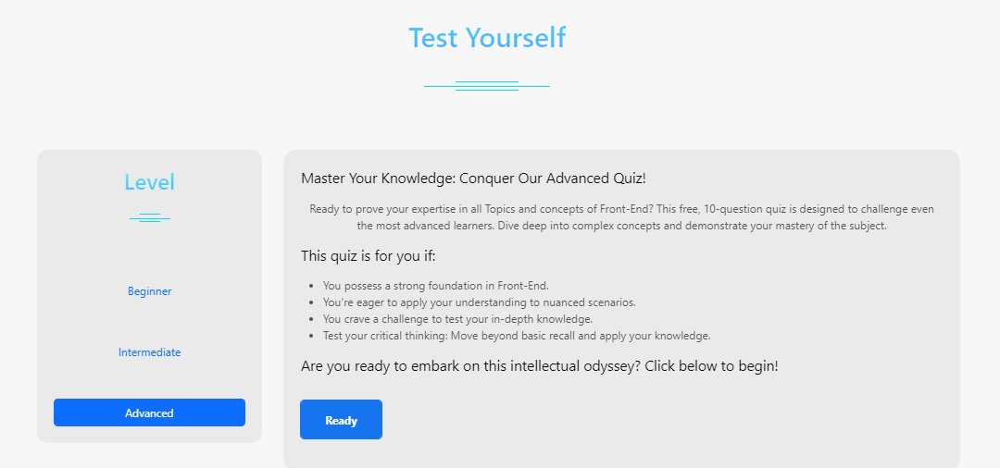 Test Yourself
Level
Beginner
Intermediate
Advanced
Master Your Knowledge: Conquer Our Advanced Quiz!
Ready to prove your expertise in all Topics and concepts of Front-End? This free, 10-question quiz is designed to challenge even
the most advanced learners. Dive deep into complex concepts and demonstrate your mastery of the subject.
This quiz is for you if:
• You possess a strong foundation in Front-End.
• You're eager to apply your understanding to nuanced scenarios.
• You crave a challenge to test your in-depth knowledge.
• Test your critical thinking: Move beyond basic recall and apply your knowledge.
Are you ready to embark on this intellectual odyssey? Click below to begin!
Ready